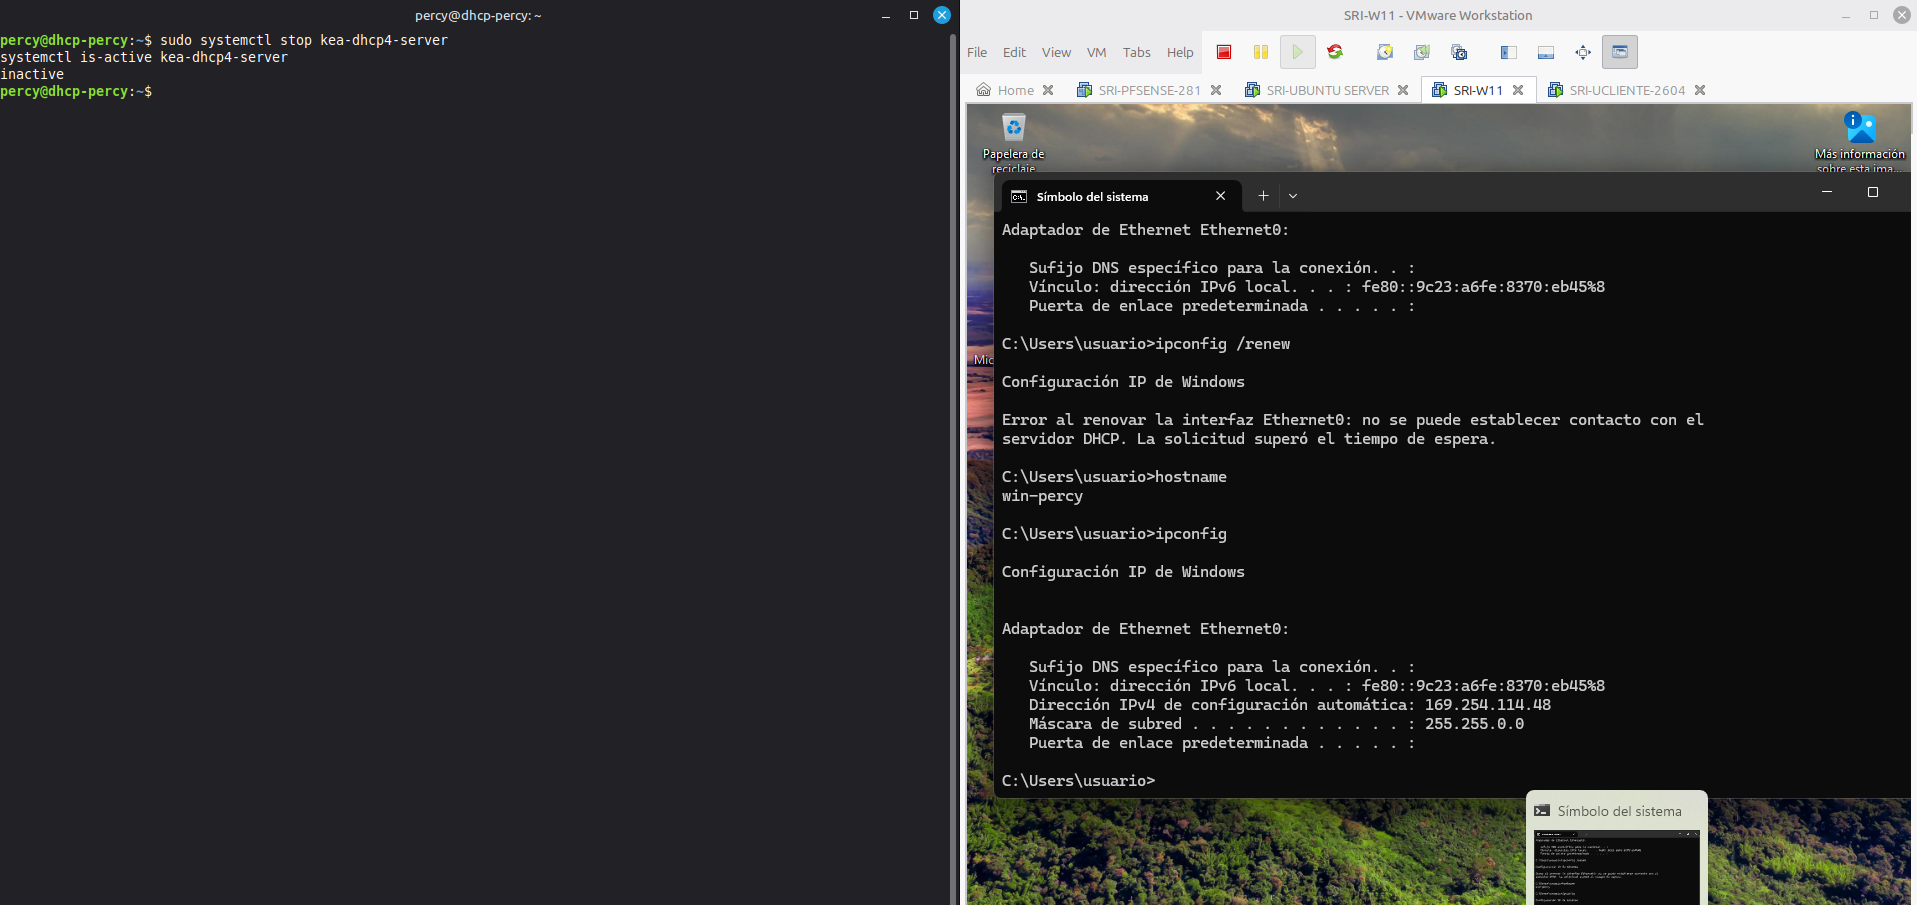 percy@dhcp-percy: ~
percy@dhcp-percy:~$ sudo systemctl stop kea-dhcp4-server
systemctl is-active kea-dhcp4-server
inactive
percy@dhcp-percy:~$
SRI-W11 - VMware Workstation
File Edit View VM Tabs Help
Home SRI-PFSENSE-281 SRI-UBUNTU SERVER SRI-W11 SRI-UCLIENTE-2604
Papelera de
reciclaje
Más información
sobre esta ima...
Mic
Símbolo del sistema
Adaptador de Ethernet Ethernet0:
Sufijo DNS específico para la conexión. . :
Vínculo: dirección IPv6 local. . . : fe80::9c23:a6fe:8370:eb45%8
Puerta de enlace predeterminada . . . . . :
C:\Users\usuario>ipconfig /renew
Configuración IP de Windows
Error al renovar la interfaz Ethernet0: no se puede establecer contacto con el
servidor DHCP. La solicitud superó el tiempo de espera.
C:\Users\usuario>hostname
win-percy
C:\Users\usuario>ipconfig
Configuración IP de Windows
Adaptador de Ethernet Ethernet0:
Sufijo DNS específico para la conexión. . :
Vínculo: dirección IPv6 local. . . : fe80::9c23:a6fe:8370:eb45%8
Dirección IPv4 de configuración automática: 169.254.114.48
Máscara de subred . . . . . . . . . . . . : 255.255.0.0
Puerta de enlace predeterminada . . . . . :
C:\Users\usuario>
Símbolo del sistema